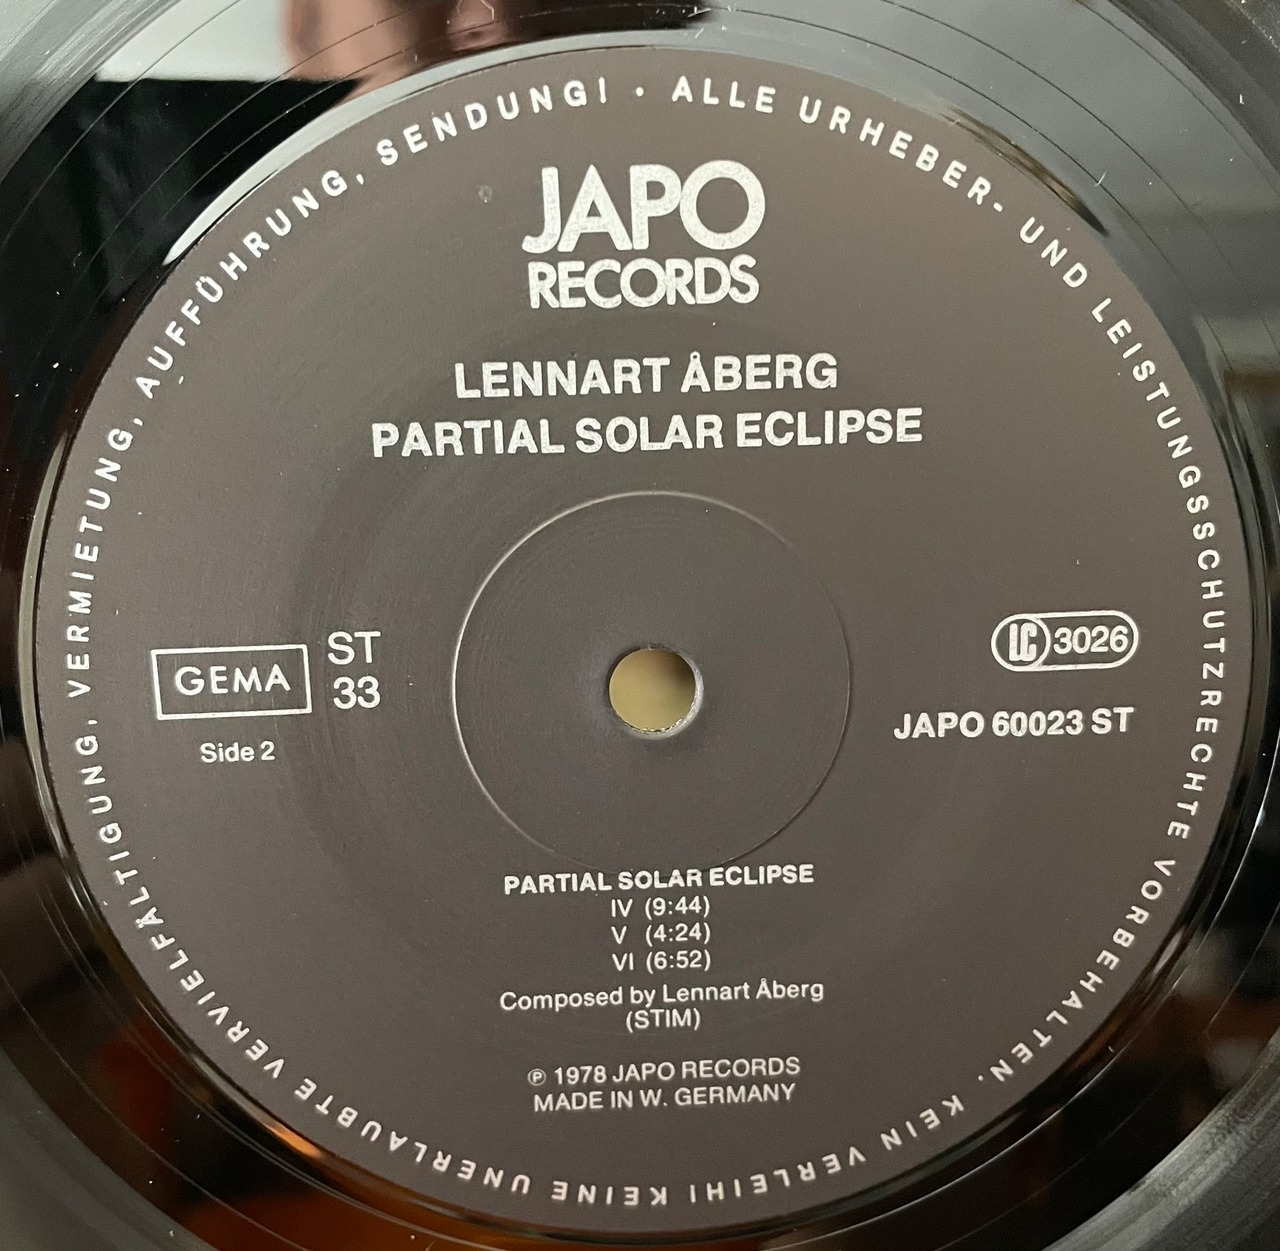 ALLE URHEBER- UND LEISTUNGSSCHUTZRECHTE VORBEHALTEN. KEIN VERLEIH! KEINE UNERLAUBTE VERVIELFÄLTIGUNG, VERMIETUNG, AUFFÜHRUNG, SENDUNG! •
JAPO
RECORDS
LENNART ÅBERG
PARTIAL SOLAR ECLIPSE
GEMA
ST
33
Side 2
LC 3026
JAPO 60023 ST
PARTIAL SOLAR ECLIPSE
IV (9:44)
V (4:24)
VI (6:52)
Composed by Lennart Åberg
(STIM)
℗ 1978 JAPO RECORDS
MADE IN W. GERMANY